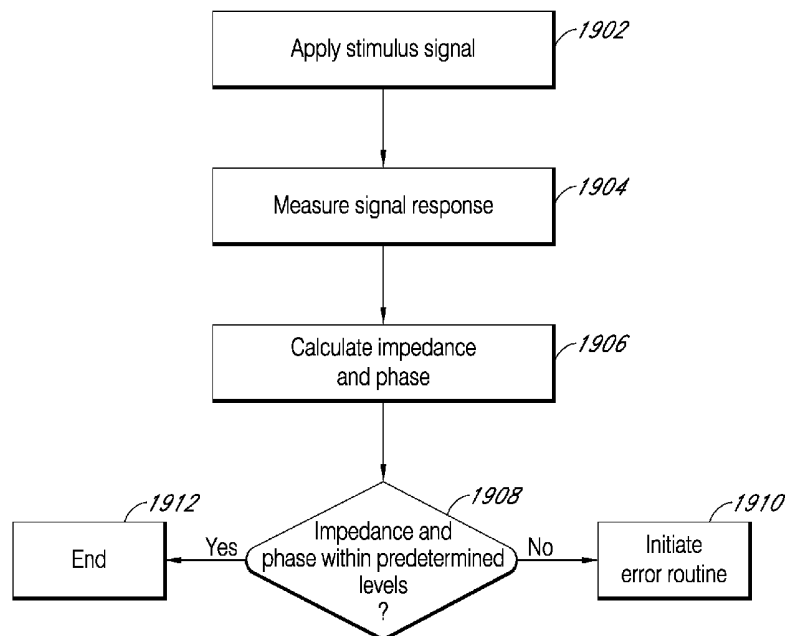 Apply stimulus signal
1902
Measure signal response
1904
Calculate impedance
and phase
1906
1908
Impedance and
phase within predetermined
levels
?
Yes
No
1912
End
1910
Initiate
error routine